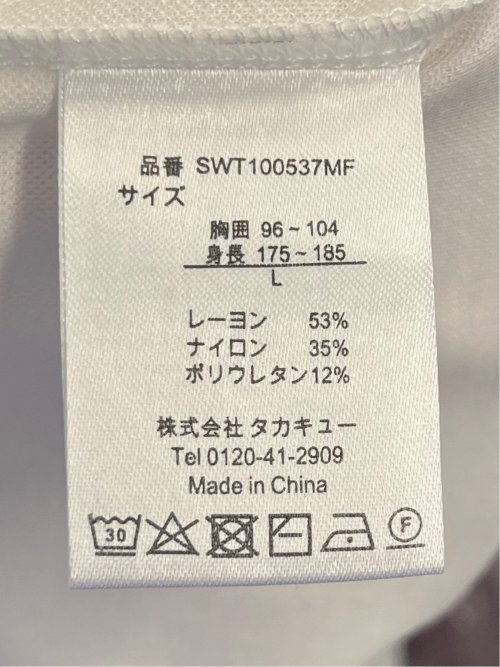 品番 SWT100537MF
サイズ
胸囲 96~104
身長 175~185
L
レーヨン 53%
ナイロン 35%
ポリウレタン12%
株式会社 タカキュー
Tel 0120-41-2909
Made in China
30 F